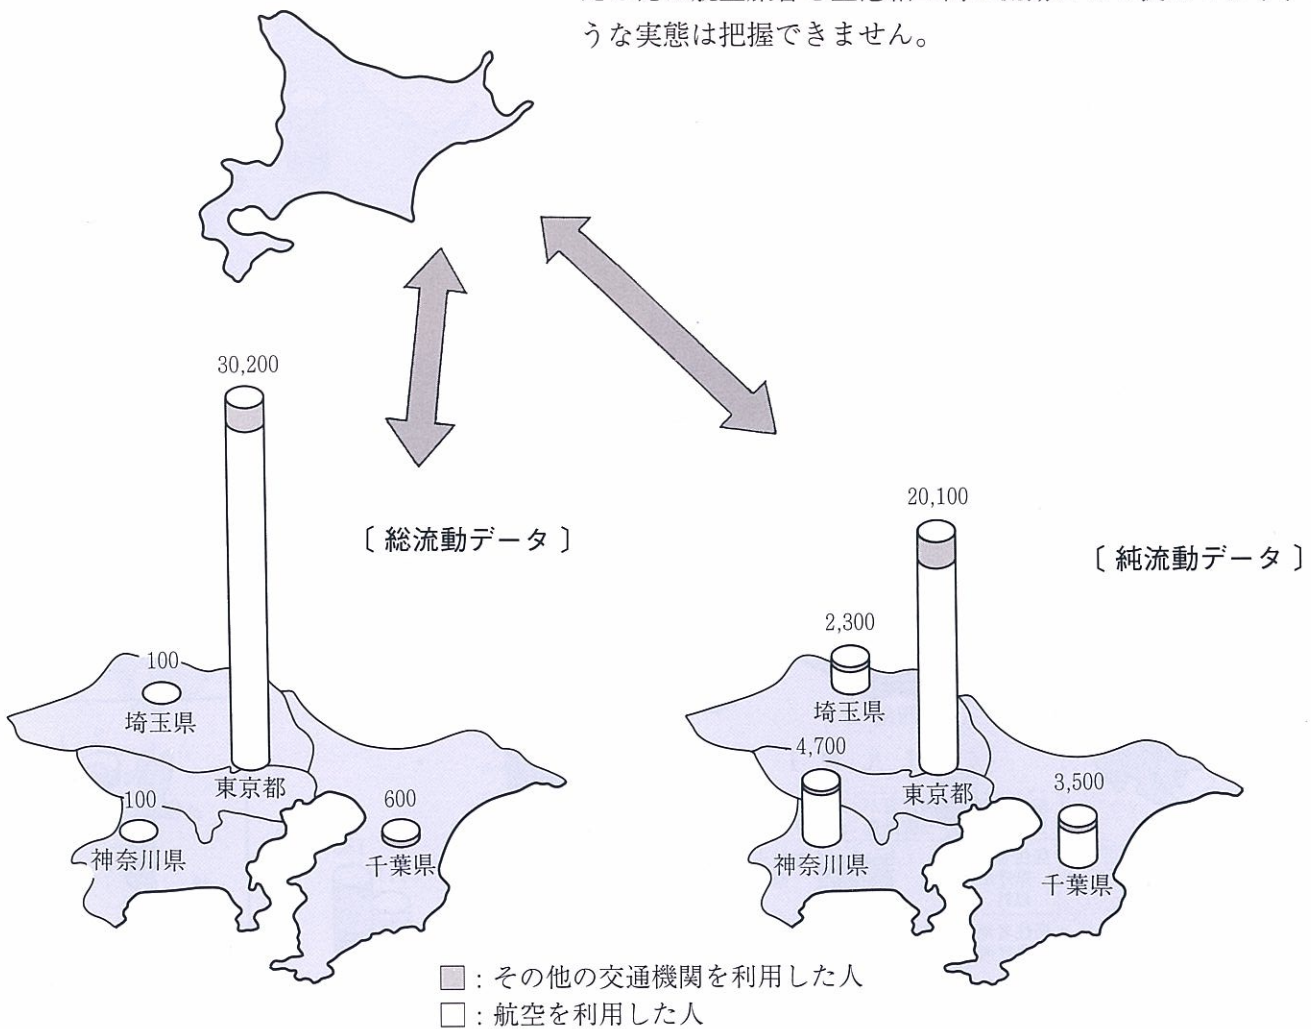 うな実態は把握できません。
30,200
〔 総流動データ 〕
100
埼玉県
東京都
100
神奈川県
600
千葉県
20,100
〔 純流動データ 〕
2,300
埼玉県
4,700
神奈川県
東京都
3,500
千葉県
：その他の交通機関を利用した人
：航空を利用した人